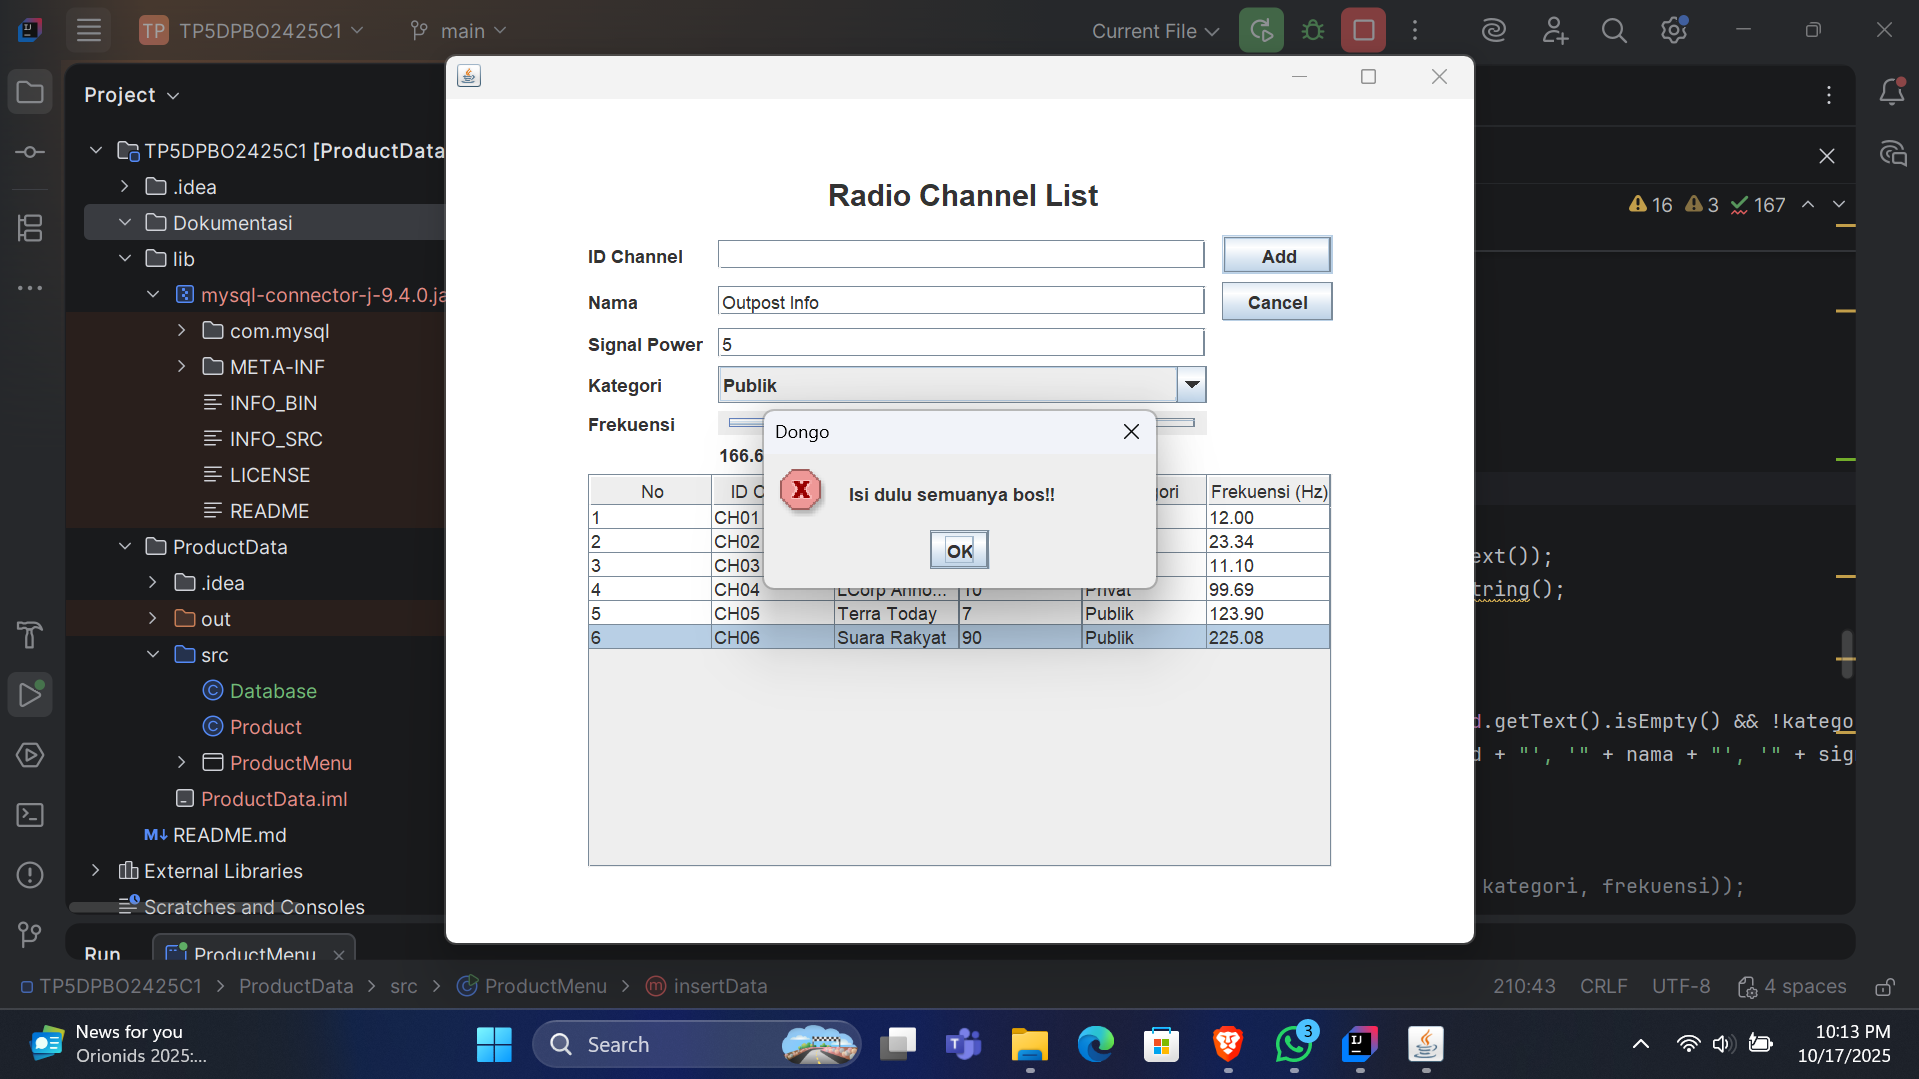 TP TP5DPBO2425C1 main Current File
Project
TP5DPBO2425C1 [ProductData
.idea
Dokumentasi
lib
mysql-connector-j-9.4.0.ja
com.mysql
META-INF
INFO_BIN
INFO_SRC
LICENSE
README
ProductData
.idea
out
src
Database
Product
ProductMenu
ProductData.iml
README.md
External Libraries
Scratches and Consoles
Run ProductMenu
16 3 167
ext());
tring();
d.getText().isEmpty() && !katego
d + "', '" + nama + "', '" + sig
kategori, frekuensi));
Radio Channel List
ID Channel Add
Nama Outpost Info Cancel
Signal Power 5
Kategori Publik
Frekuensi
166.6
Dongo
Isi dulu semuanya bos!!
OK
No ID C ori Frekuensi (Hz)
1 CH01 12.00
2 CH02 23.34
3 CH03 11.10
4 CH04 LCorp Anno... 10 Privat 99.69
5 CH05 Terra Today 7 Publik 123.90
6 CH06 Suara Rakyat 90 Publik 225.08
TP5DPBO2425C1 > ProductData > src > ProductMenu > insertData 210:43 CRLF UTF-8 4 spaces
News for you
Orionids 2025:...
Search
3
10:13 PM
10/17/2025